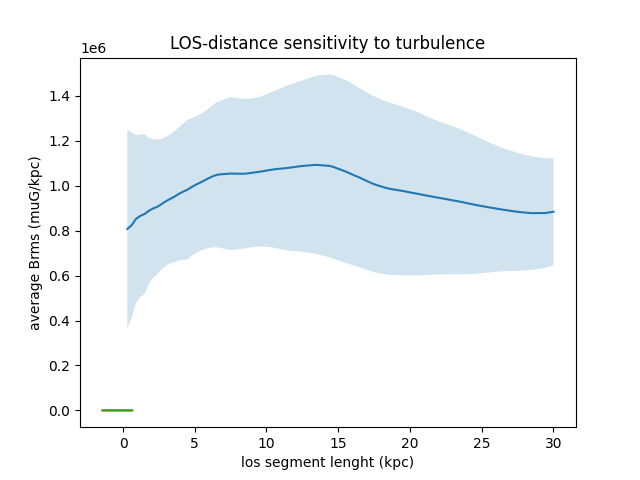 LOS-distance sensitivity to turbulence
1e6
1.4
1.2
1.0
0.8
0.6
0.4
0.2
0.0
average Brms (muG/kpc)
0 5 10 15 20 25 30
los segment lenght (kpc)